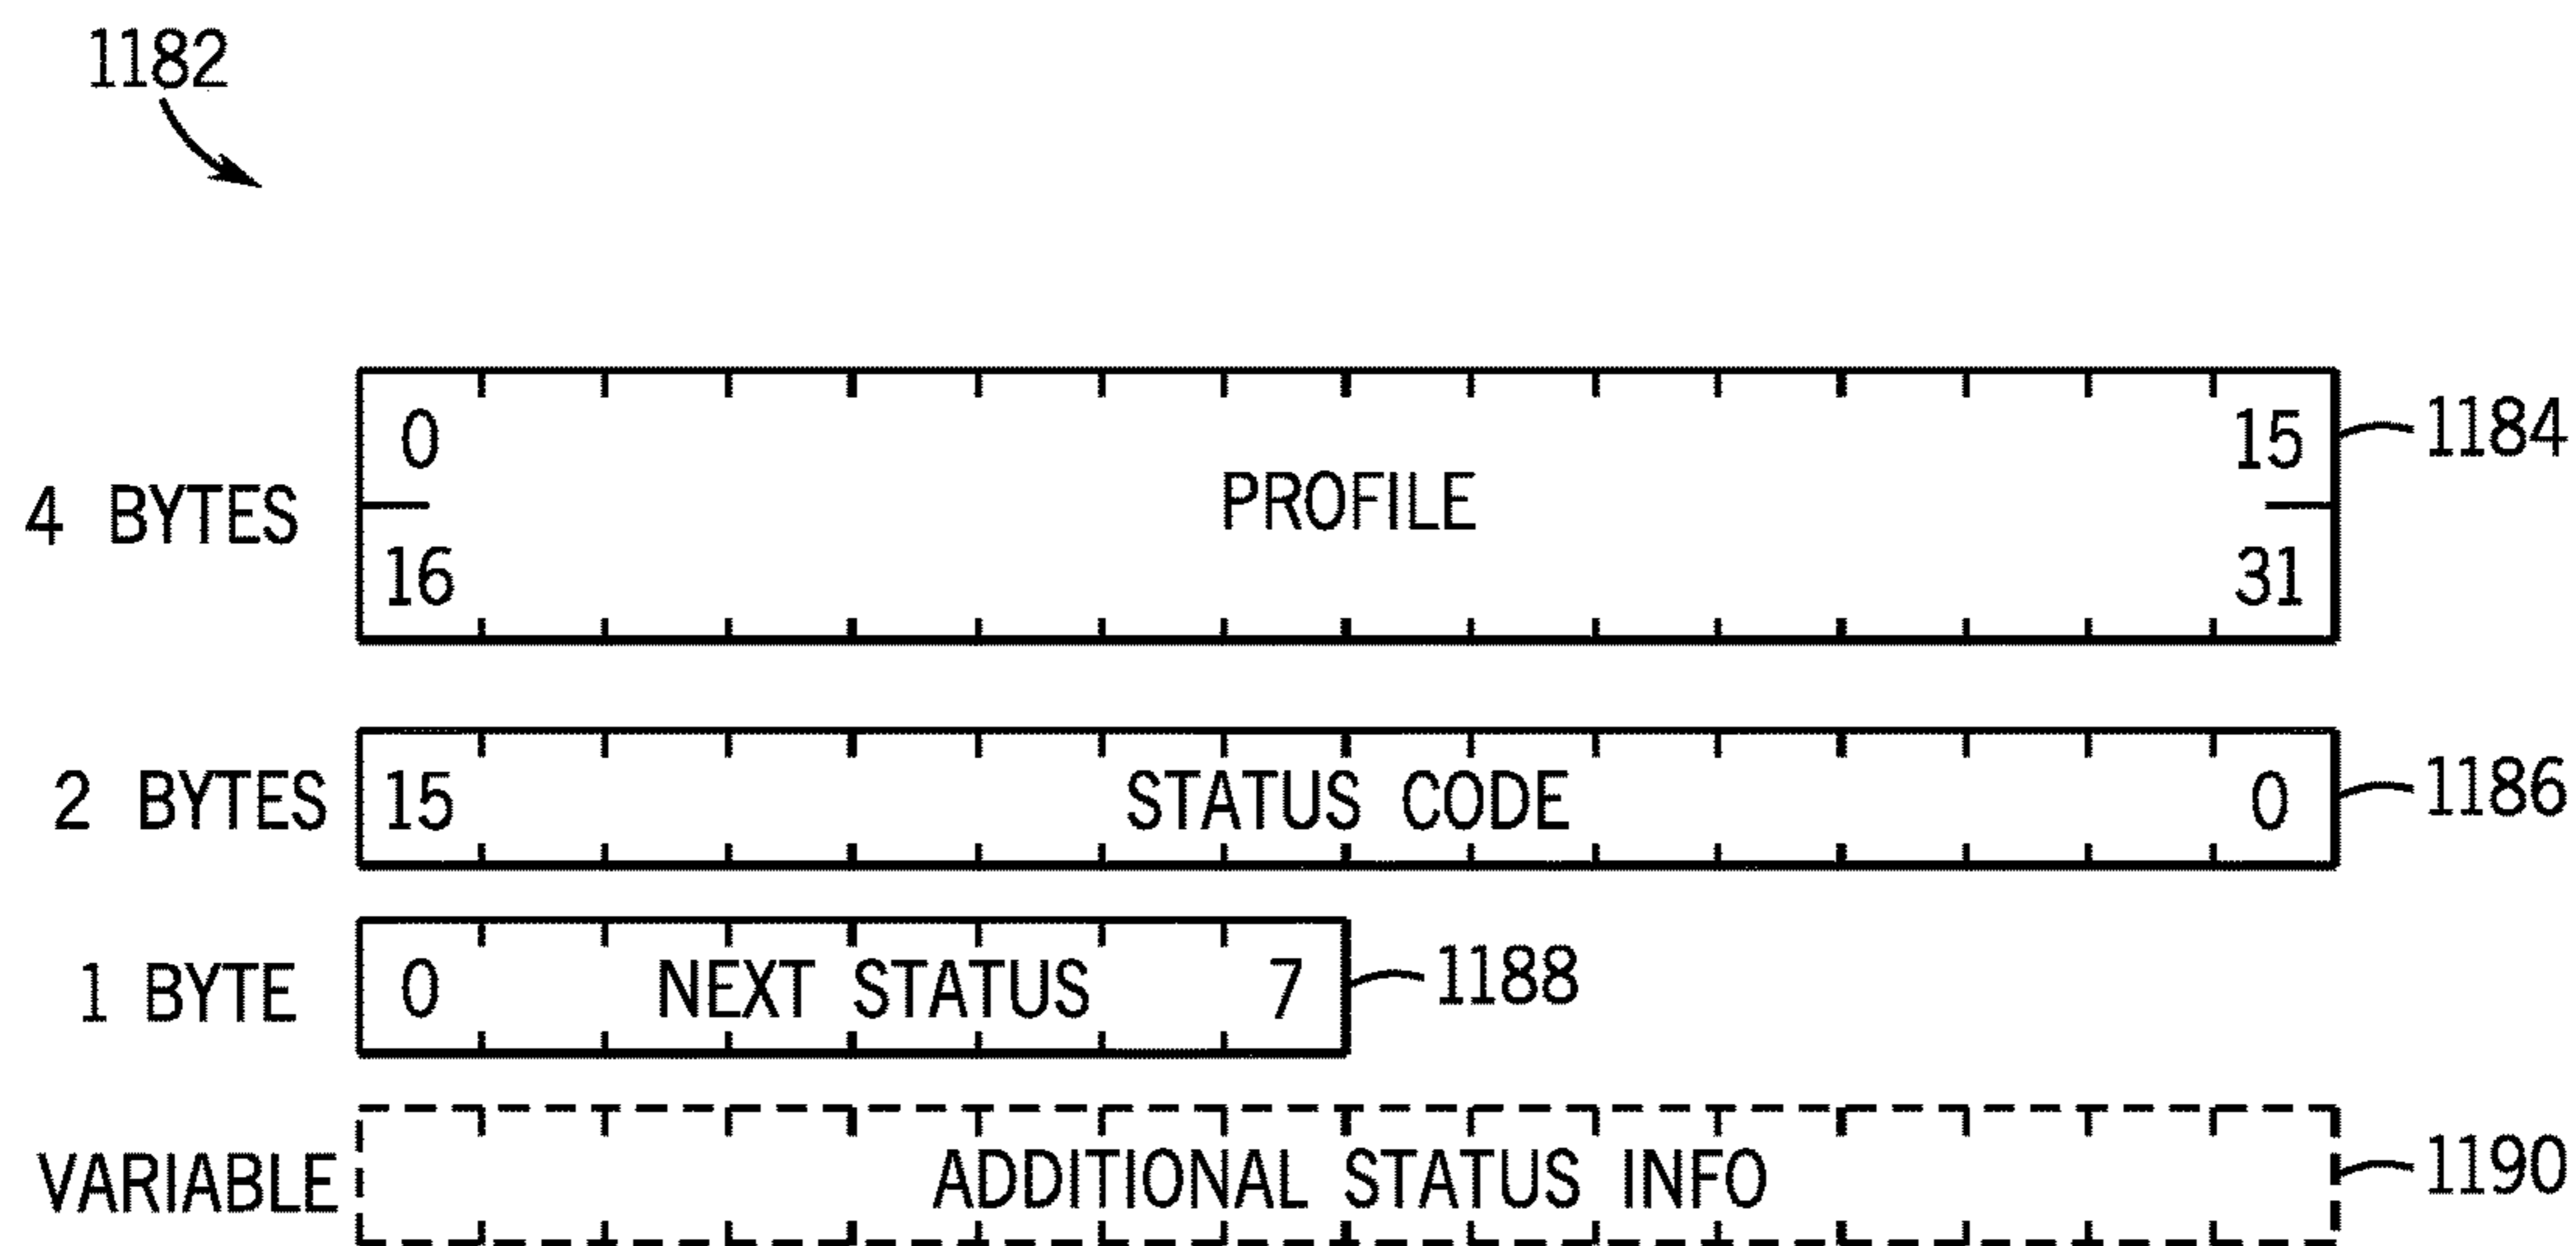 1182
0 15 1184
4 BYTES PROFILE
16 31
2 BYTES 15 STATUS CODE 0 1186
1 BYTE 0 NEXT STATUS 7 1188
VARIABLE ADDITIONAL STATUS INFO 1190